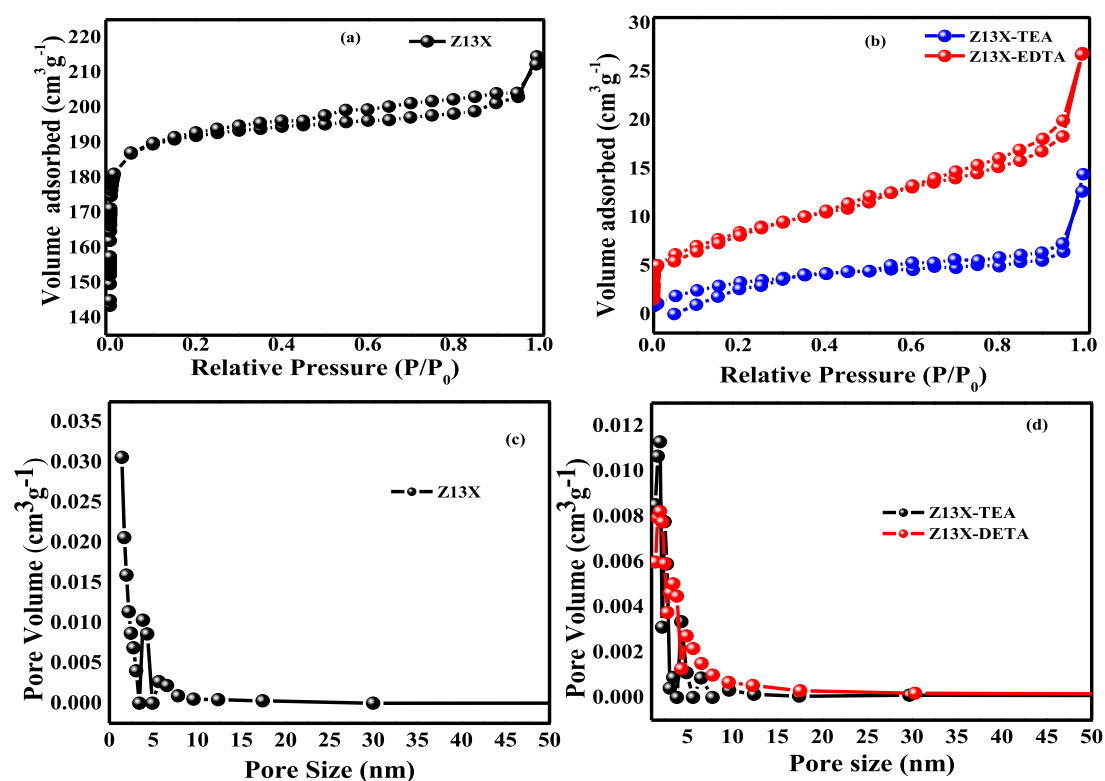 (a)
Z13X
220
210
200
190
180
170
160
150
140
0.0 0.2 0.4 0.6 0.8 1.0
Volume adsorbed (cm³g⁻¹)
Relative Pressure (P/P₀)
(b)
Z13X-TEA
Z13X-EDTA
30
25
20
15
10
5
0
0.0 0.2 0.4 0.6 0.8 1.0
Volume adsorbed (cm³g⁻¹)
Relative Pressure (P/P₀)
(c)
Z13X
0.035
0.030
0.025
0.020
0.015
0.010
0.005
0.000
0 5 10 15 20 25 30 35 40 45 50
Pore Volume (cm³g⁻¹)
Pore Size (nm)
(d)
Z13X-TEA
Z13X-DETA
0.012
0.010
0.008
0.006
0.004
0.002
0.000
5 10 15 20 25 30 35 40 45 50
Pore Volume (cm³g⁻¹)
Pore size (nm)